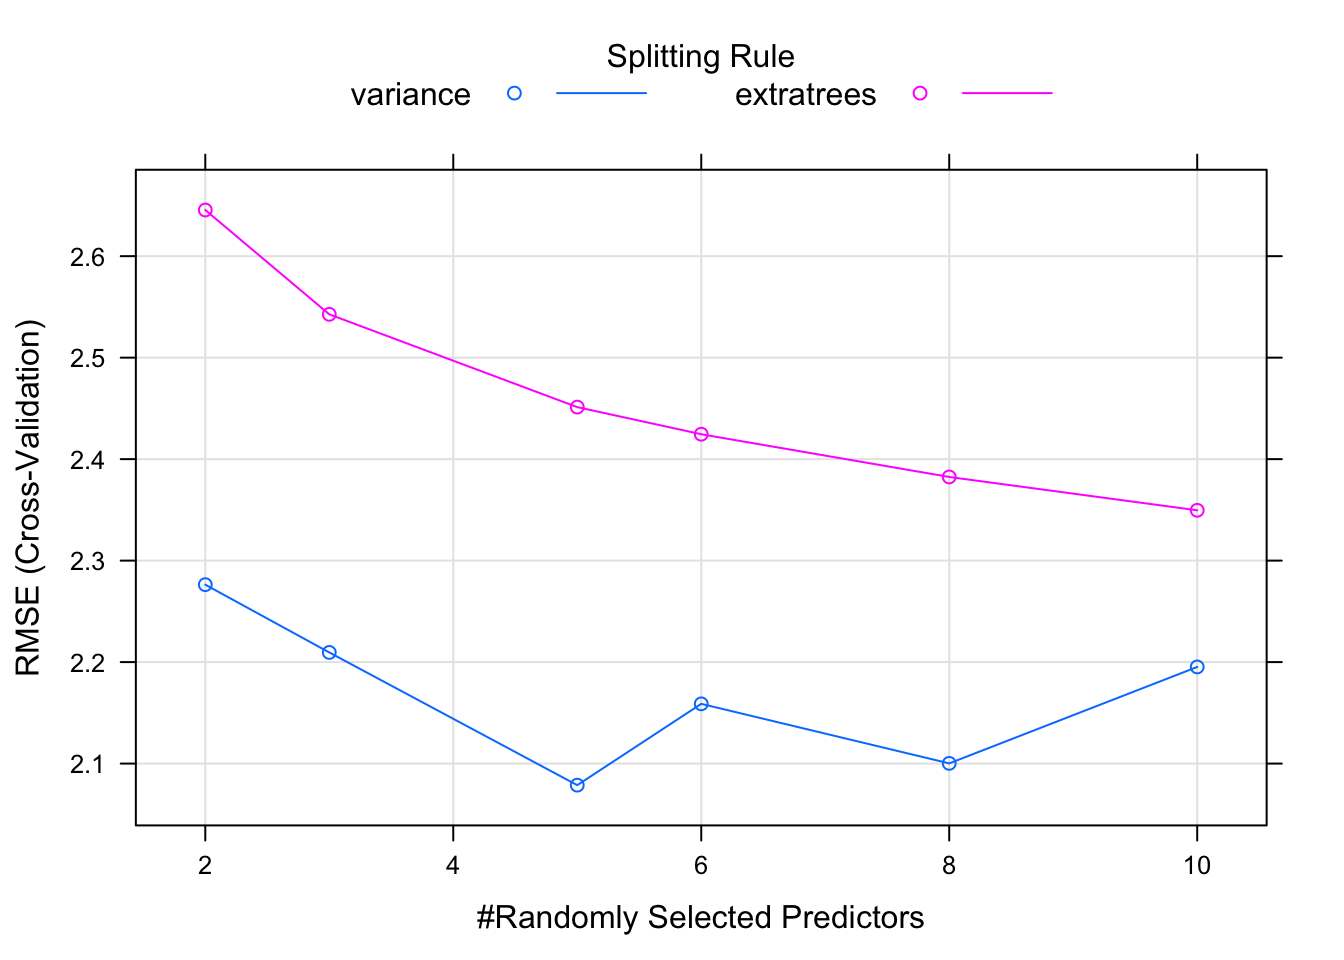 Splitting Rule
variance extratrees
2.6
2.5
2.4
2.3
2.2
2.1
RMSE (Cross-Validation)
2 4 6 8 10
#Randomly Selected Predictors